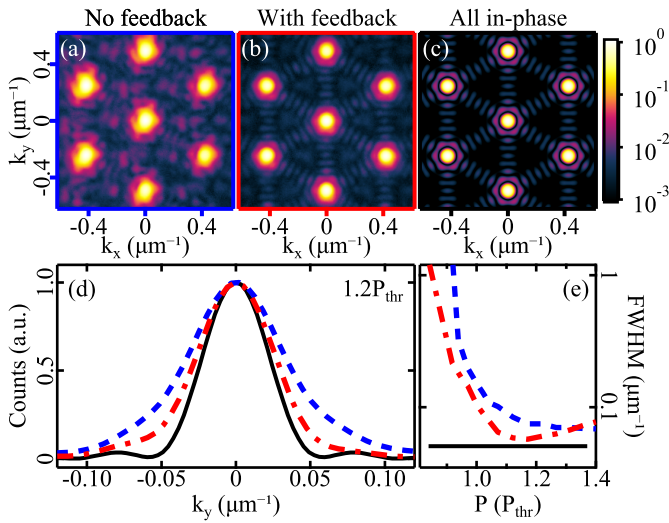 No feedback With feedback All in-phase
(a) (b) (c)
k_y (μm⁻¹)
0.4
0
-0.4
10⁰
10⁻¹
10⁻²
10⁻³
-0.4 0 0.4 -0.4 0 0.4 -0.4 0 0.4
k_x (μm⁻¹) k_x (μm⁻¹) k_x (μm⁻¹)
(d) 1.2P_thr (e)
Counts (a.u.)
1.0
0.5
0
FWHM (μm⁻¹)
1
0.1
-0.10 -0.05 0 0.05 0.10 1.0 1.2 1.4
k_y (μm⁻¹) P (P_thr)